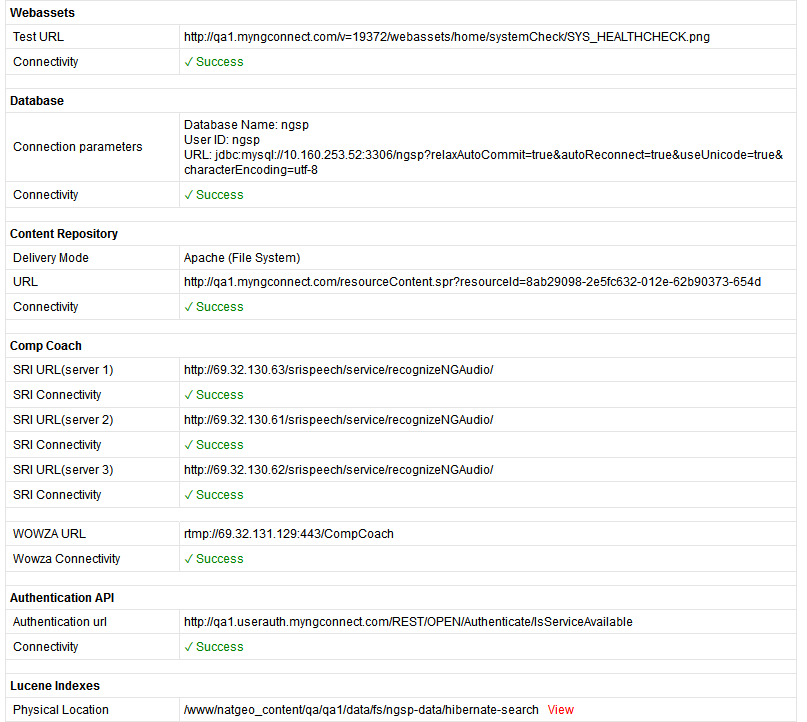 Webassets
Test URL http://qa1.myngconnect.com/v=19372/webassets/home/systemCheck/SYS_HEALTHCHECK.png
Connectivity ✓ Success
Database
Connection parameters
Database Name: ngsp
User ID: ngsp
URL: jdbc:mysql://10.160.253.52:3306/ngsp?relaxAutoCommit=true&autoReconnect=true&useUnicode=true&
characterEncoding=utf-8
Connectivity ✓ Success
Content Repository
Delivery Mode Apache (File System)
URL http://qa1.myngconnect.com/resourceContent.spr?resourceId=8ab29098-2e5fc632-012e-62b90373-654d
Connectivity ✓ Success
Comp Coach
SRI URL(server 1) http://69.32.130.63/srispeech/service/recognizeNGAudio/
SRI Connectivity ✓ Success
SRI URL(server 2) http://69.32.130.61/srispeech/service/recognizeNGAudio/
SRI Connectivity ✓ Success
SRI URL(server 3) http://69.32.130.62/srispeech/service/recognizeNGAudio/
SRI Connectivity ✓ Success
WOWZA URL rtmp://69.32.131.129:443/CompCoach
Wowza Connectivity ✓ Success
Authentication API
Authentication url http://qa1.userauth.myngconnect.com/REST/OPEN/Authenticate/IsServiceAvailable
Connectivity ✓ Success
Lucene Indexes
Physical Location /www/natgeo_content/qa/qa1/data/fs/ngsp-data/hibernate-search View